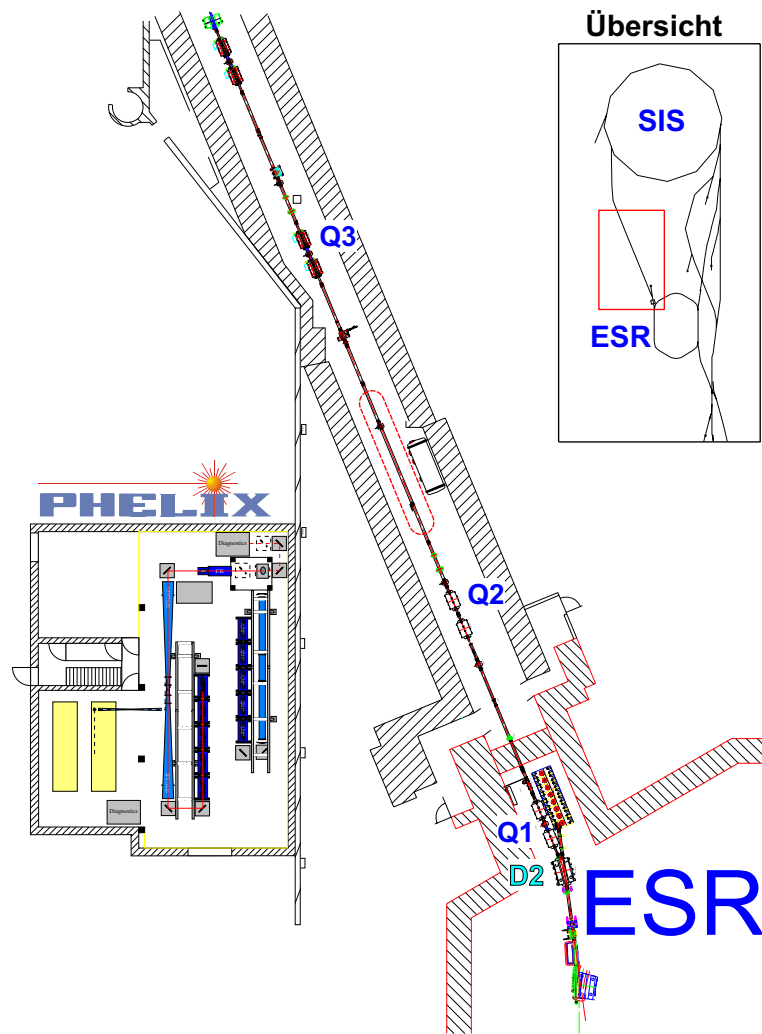 Übersicht
SIS
ESR
Q3
PHELIX
Diagnostics
Q2
Diagnostics
Q1
D2
ESR